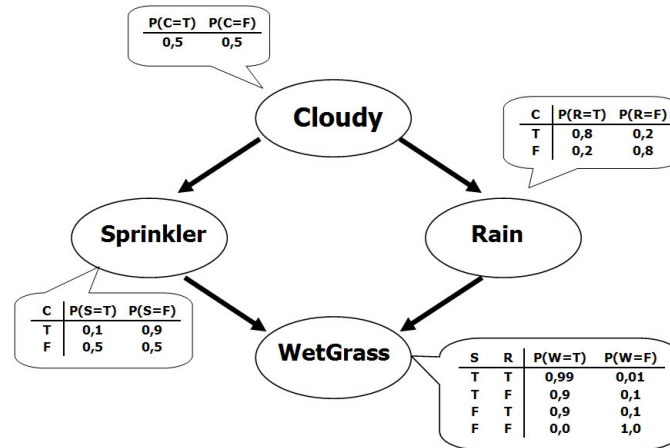 P(C=T) P(C=F)
0,5 0,5
Cloudy
C P(R=T) P(R=F)
T 0,8 0,2
F 0,2 0,8
Sprinkler
Rain
C P(S=T) P(S=F)
T 0,1 0,9
F 0,5 0,5
WetGrass
S R P(W=T) P(W=F)
T T 0,99 0,01
T F 0,9 0,1
F T 0,9 0,1
F F 0,0 1,0